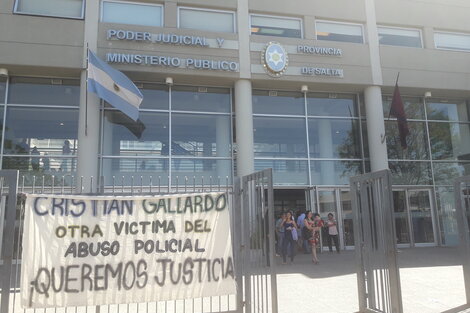 PODER JUDICIAL Y
MINISTERIO PUBLICO
PROVINCIA
DE SALTA
CRISTIAN GALLARDO
OTRA VICTIMA DEL
ABUSO POLICIAL
¡QUEREMOS JUSTICIA